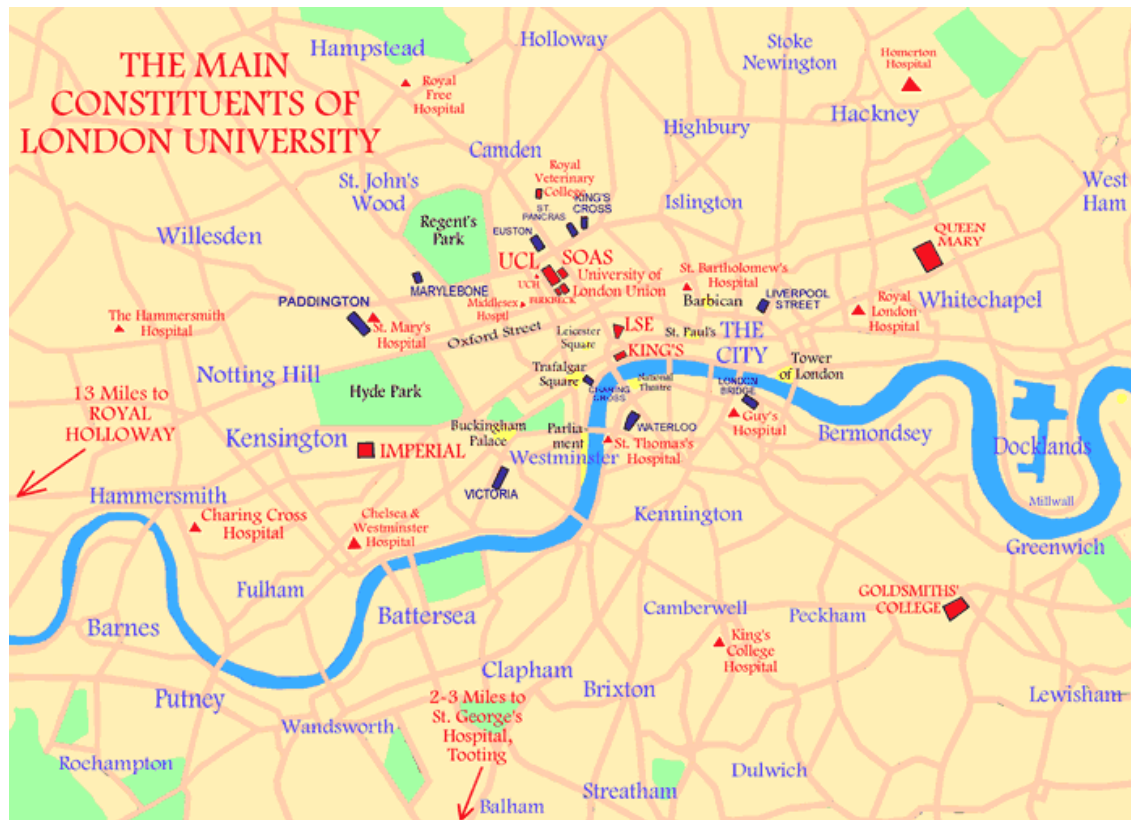 THE MAIN
CONSTITUENTS OF
LONDON UNIVERSITY
Hampstead
Royal
Free
Hospital
Holloway
Stoke
Newington
Homerton
Hospital
Hackney
Highbury
Camden
Royal
Veterinary
College
St. John's
Wood
KING'S
CROSS
ST.
PANCRAS
EUSTON
Islington
West
Ham
Regent's
Park
Willesden
QUEEN
MARY
UCL
SOAS
UCH
University of
London Union
BIRKBECK
St. Bartholomew's
Hospital
Barbican
LIVERPOOL
STREET
Whitechapel
MARYLEBONE
PADDINGTON
Middlesex
Hosptl
Royal
London
Hospital
The Hammersmith
Hospital
St. Mary's
Hospital
Oxford Street
Leicester
Square
LSE
St. Paul's
THE
CITY
KING'S
Tower
of London
Notting Hill
Hyde Park
Trafalgar
Square
CHARING
CROSS
National
Theatre
LONDON
BRIDGE
13 Miles to
ROYAL
HOLLOWAY
Kensington
IMPERIAL
Buckingham
Palace
Parlia-
ment
WATERLOO
Guy's
Hospital
Bermondsey
Docklands
St. Thomas's
Hospital
Westminster
VICTORIA
Hammersmith
Charing Cross
Hospital
Chelsea &
Westminster
Hospital
Kennington
Millwall
Greenwich
Fulham
Battersea
Camberwell
Peckham
GOLDSMITHS'
COLLEGE
Barnes
King's
College
Hospital
Putney
Clapham
Brixton
Lewisham
2-3 Miles to
St. George's
Hospital,
Tooting
Wandsworth
Roehampton
Dulwich
Streatham
Balham